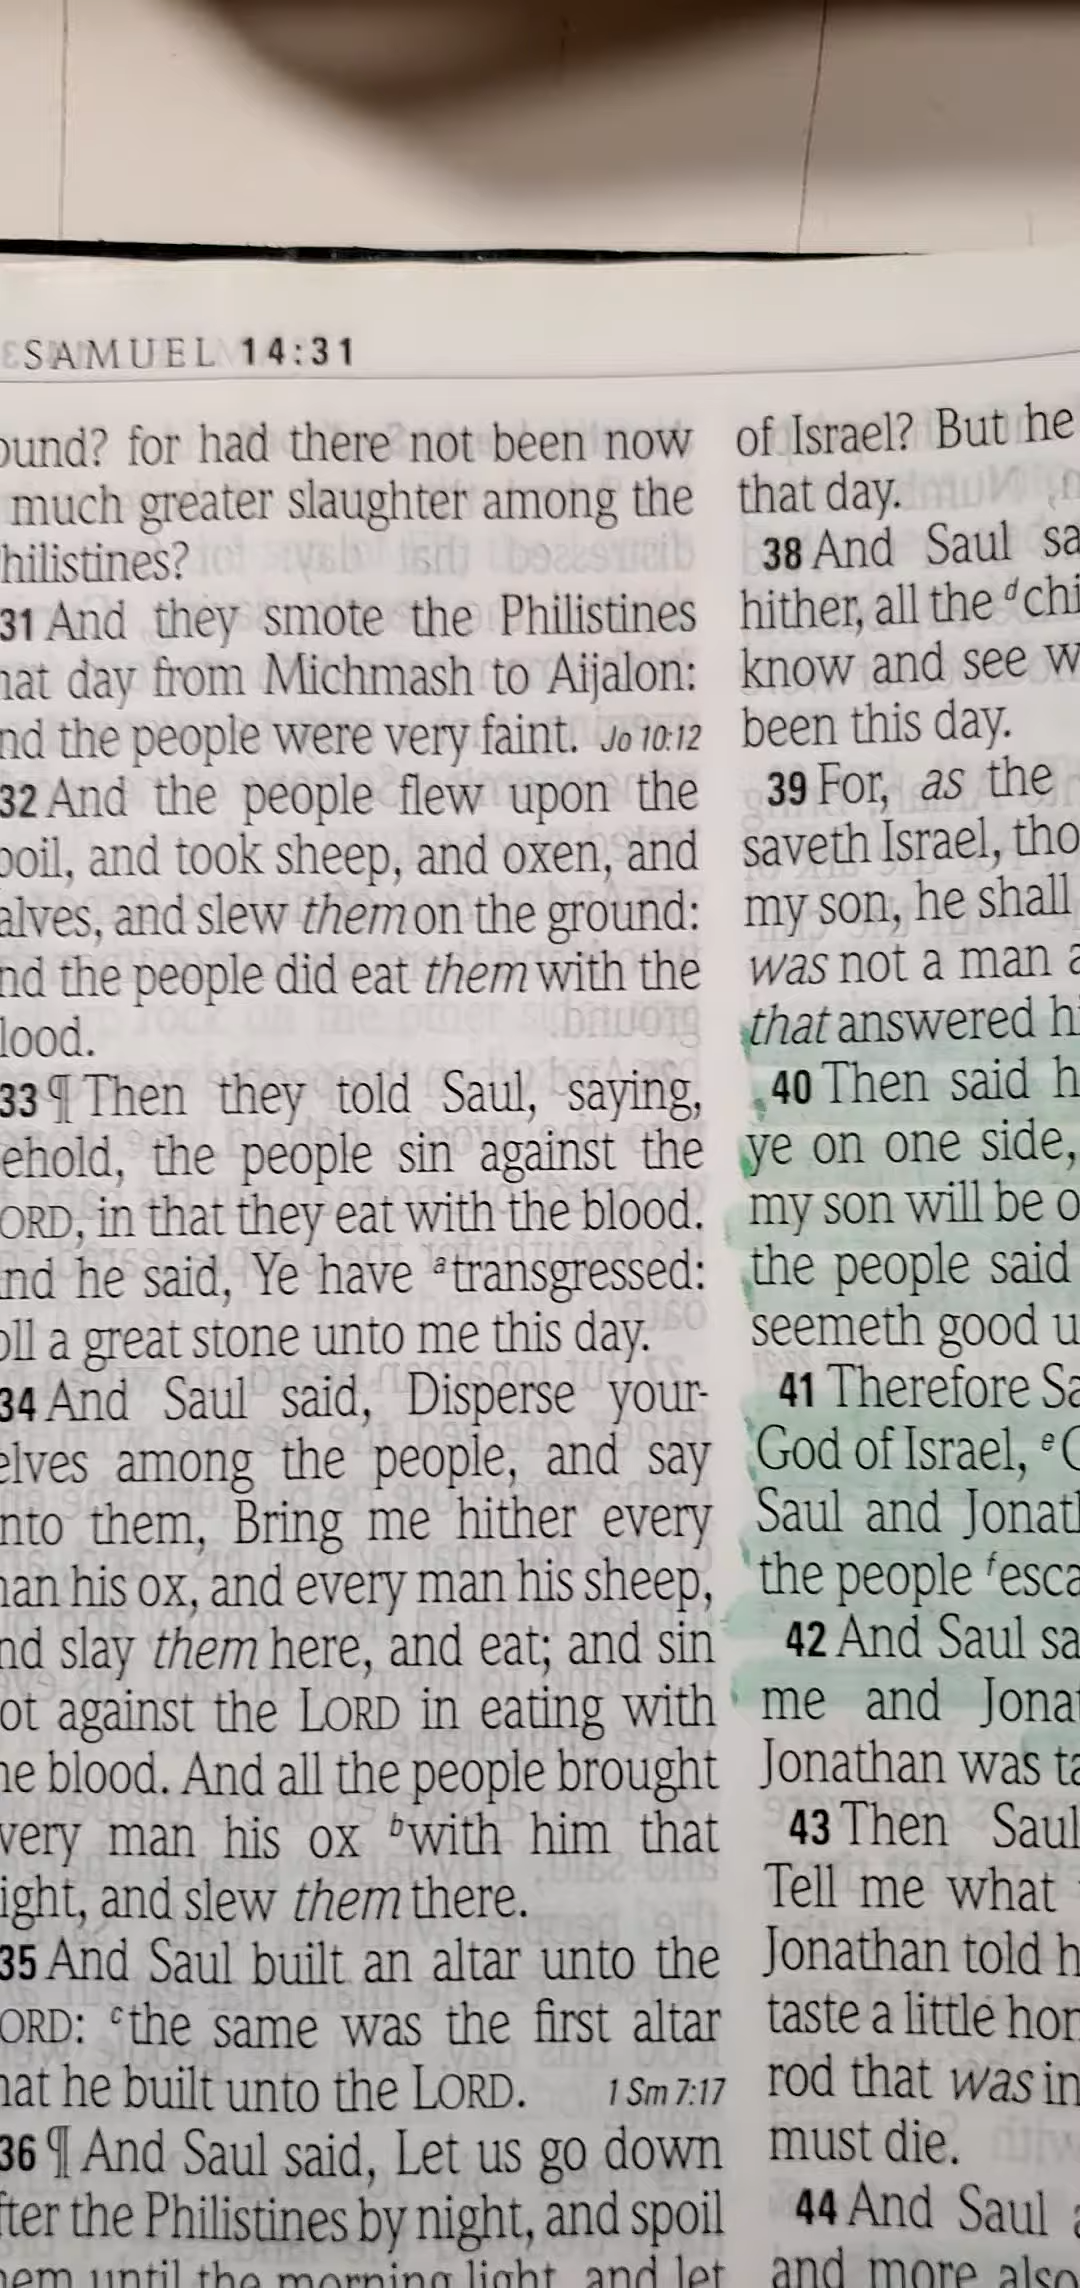 SAMUEL 14:31
ound? for had there not been now
much greater slaughter among the
hilistines?
31 And they smote the Philistines
hat day from Michmash to Aijalon:
nd the people were very faint. Jo 10:12
32 And the people flew upon the
poil, and took sheep, and oxen, and
alves, and slew them on the ground:
nd the people did eat them with the
lood.
33 ¶ Then they told Saul, saying,
ehold, the people sin against the
ORD, in that they eat with the blood.
nd he said, Ye have a transgressed:
oll a great stone unto me this day.
34 And Saul said, Disperse your-
elves among the people, and say
nto them, Bring me hither every
nan his ox, and every man his sheep,
nd slay them here, and eat; and sin
ot against the LORD in eating with
he blood. And all the people brought
very man his ox b with him that
ight, and slew them there.
35 And Saul built an altar unto the
ORD: c the same was the first altar
hat he built unto the LORD. 1 Sm 7:17
36 ¶ And Saul said, Let us go down
fter the Philistines by night, and spoil
hem until the morning light, and let
of Israel? But he
that day.
38 And Saul sa
hither, all the d chi
know and see w
been this day.
39 For, as the
saveth Israel, tho
my son, he shall
was not a man a
that answered hi
40 Then said h
ye on one side,
my son will be o
the people said
seemeth good u
41 Therefore Sa
God of Israel, e G
Saul and Jonath
the people f esca
42 And Saul sa
me and Jonat
Jonathan was ta
43 Then Saul
Tell me what
Jonathan told h
taste a little hon
rod that was in
must die.
44 And Saul a
and more also